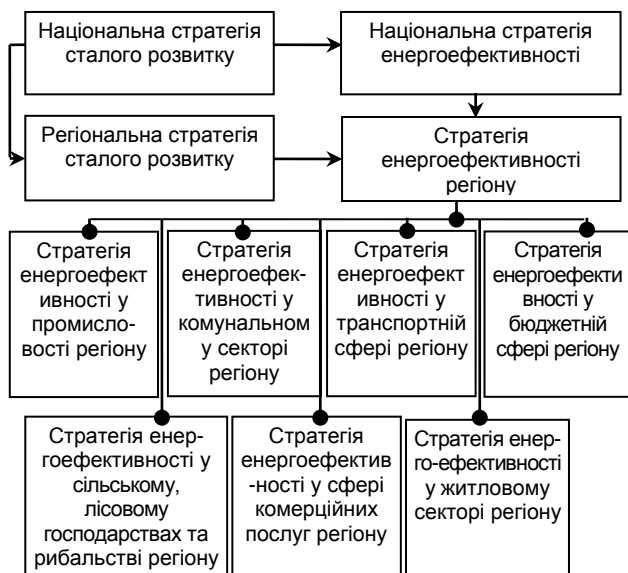 Національна стратегія
сталого розвитку
Національна стратегія
енергоефективності
Регіональна стратегія
сталого розвитку
Стратегія
енергоефективності
регіону
Стратегія
енергоефект
ивності у
промисло-
вості регіону
Стратегія
енергоефек-
тивності у
комунальном
у секторі
регіону
Стратегія
енергоефект
ивності у
транспортній
сфері регіону
Стратегія
енергоефекти
вності у
бюджетній
сфері регіону
Стратегія енер-
гоефективності у
сільському,
лісовому
господарствах та
рибальстві регіону
Стратегія
енергоефектив
-ності у сфері
комерційних
послуг регіону
Стратегія енер-
го-ефективності
у житловому
секторі регіону